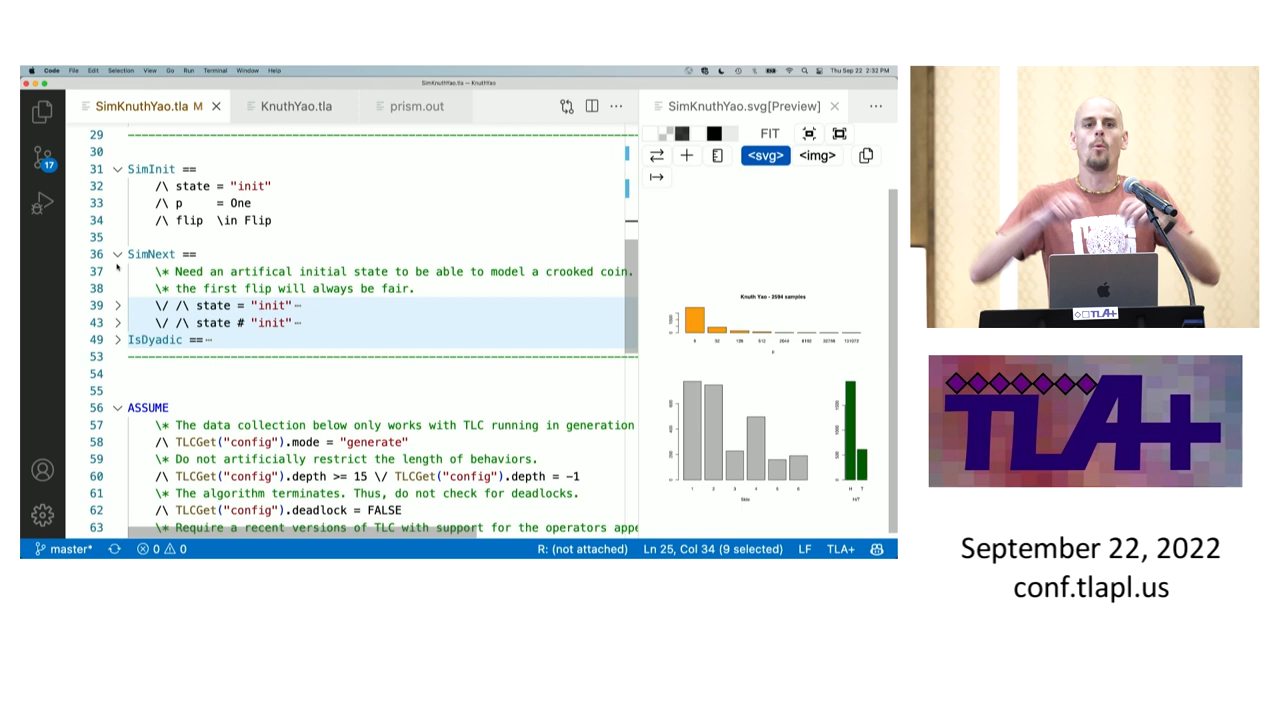 Code File Edit Selection View Go Run Terminal Window Help
Thu Sep 22 2:32 PM
SimKnuthYao.tla — KnuthYao
SimKnuthYao.tla M
KnuthYao.tla
prism.out
SimKnuthYao.svg[Preview]
FIT
<svg>
<img>
17
29 --------
30
31 SimInit ==
32 /\ state = "init"
33 /\ p = One
34 /\ flip \in Flip
35
36 SimNext ==
37 \* Need an artifical initial state to be able to model a crooked coin.
38 \* the first flip will always be fair.
39 \/ /\ state = "init"
43 \/ /\ state # "init"
49 IsDyadic ==
53 --------
54
55
56 ASSUME
57 \* The data collection below only works with TLC running in generation
58 /\ TLCGet("config").mode = "generate"
59 \* Do not artificially restrict the length of behaviors.
60 /\ TLCGet("config").depth >= 15 \/ TLCGet("config").depth = -1
61 \* The algorithm terminates. Thus, do not check for deadlocks.
62 /\ TLCGet("config").deadlock = FALSE
63 \* Require a recent versions of TLC with support for the operators appe
Knuth Yao - 2594 samples
p
1 2 3 4 5 6
Side
H T
H/T
master*
0 0
R: (not attached)
Ln 25, Col 34 (9 selected)
LF
TLA+
TLA+
TLA+
September 22, 2022
conf.tlapl.us